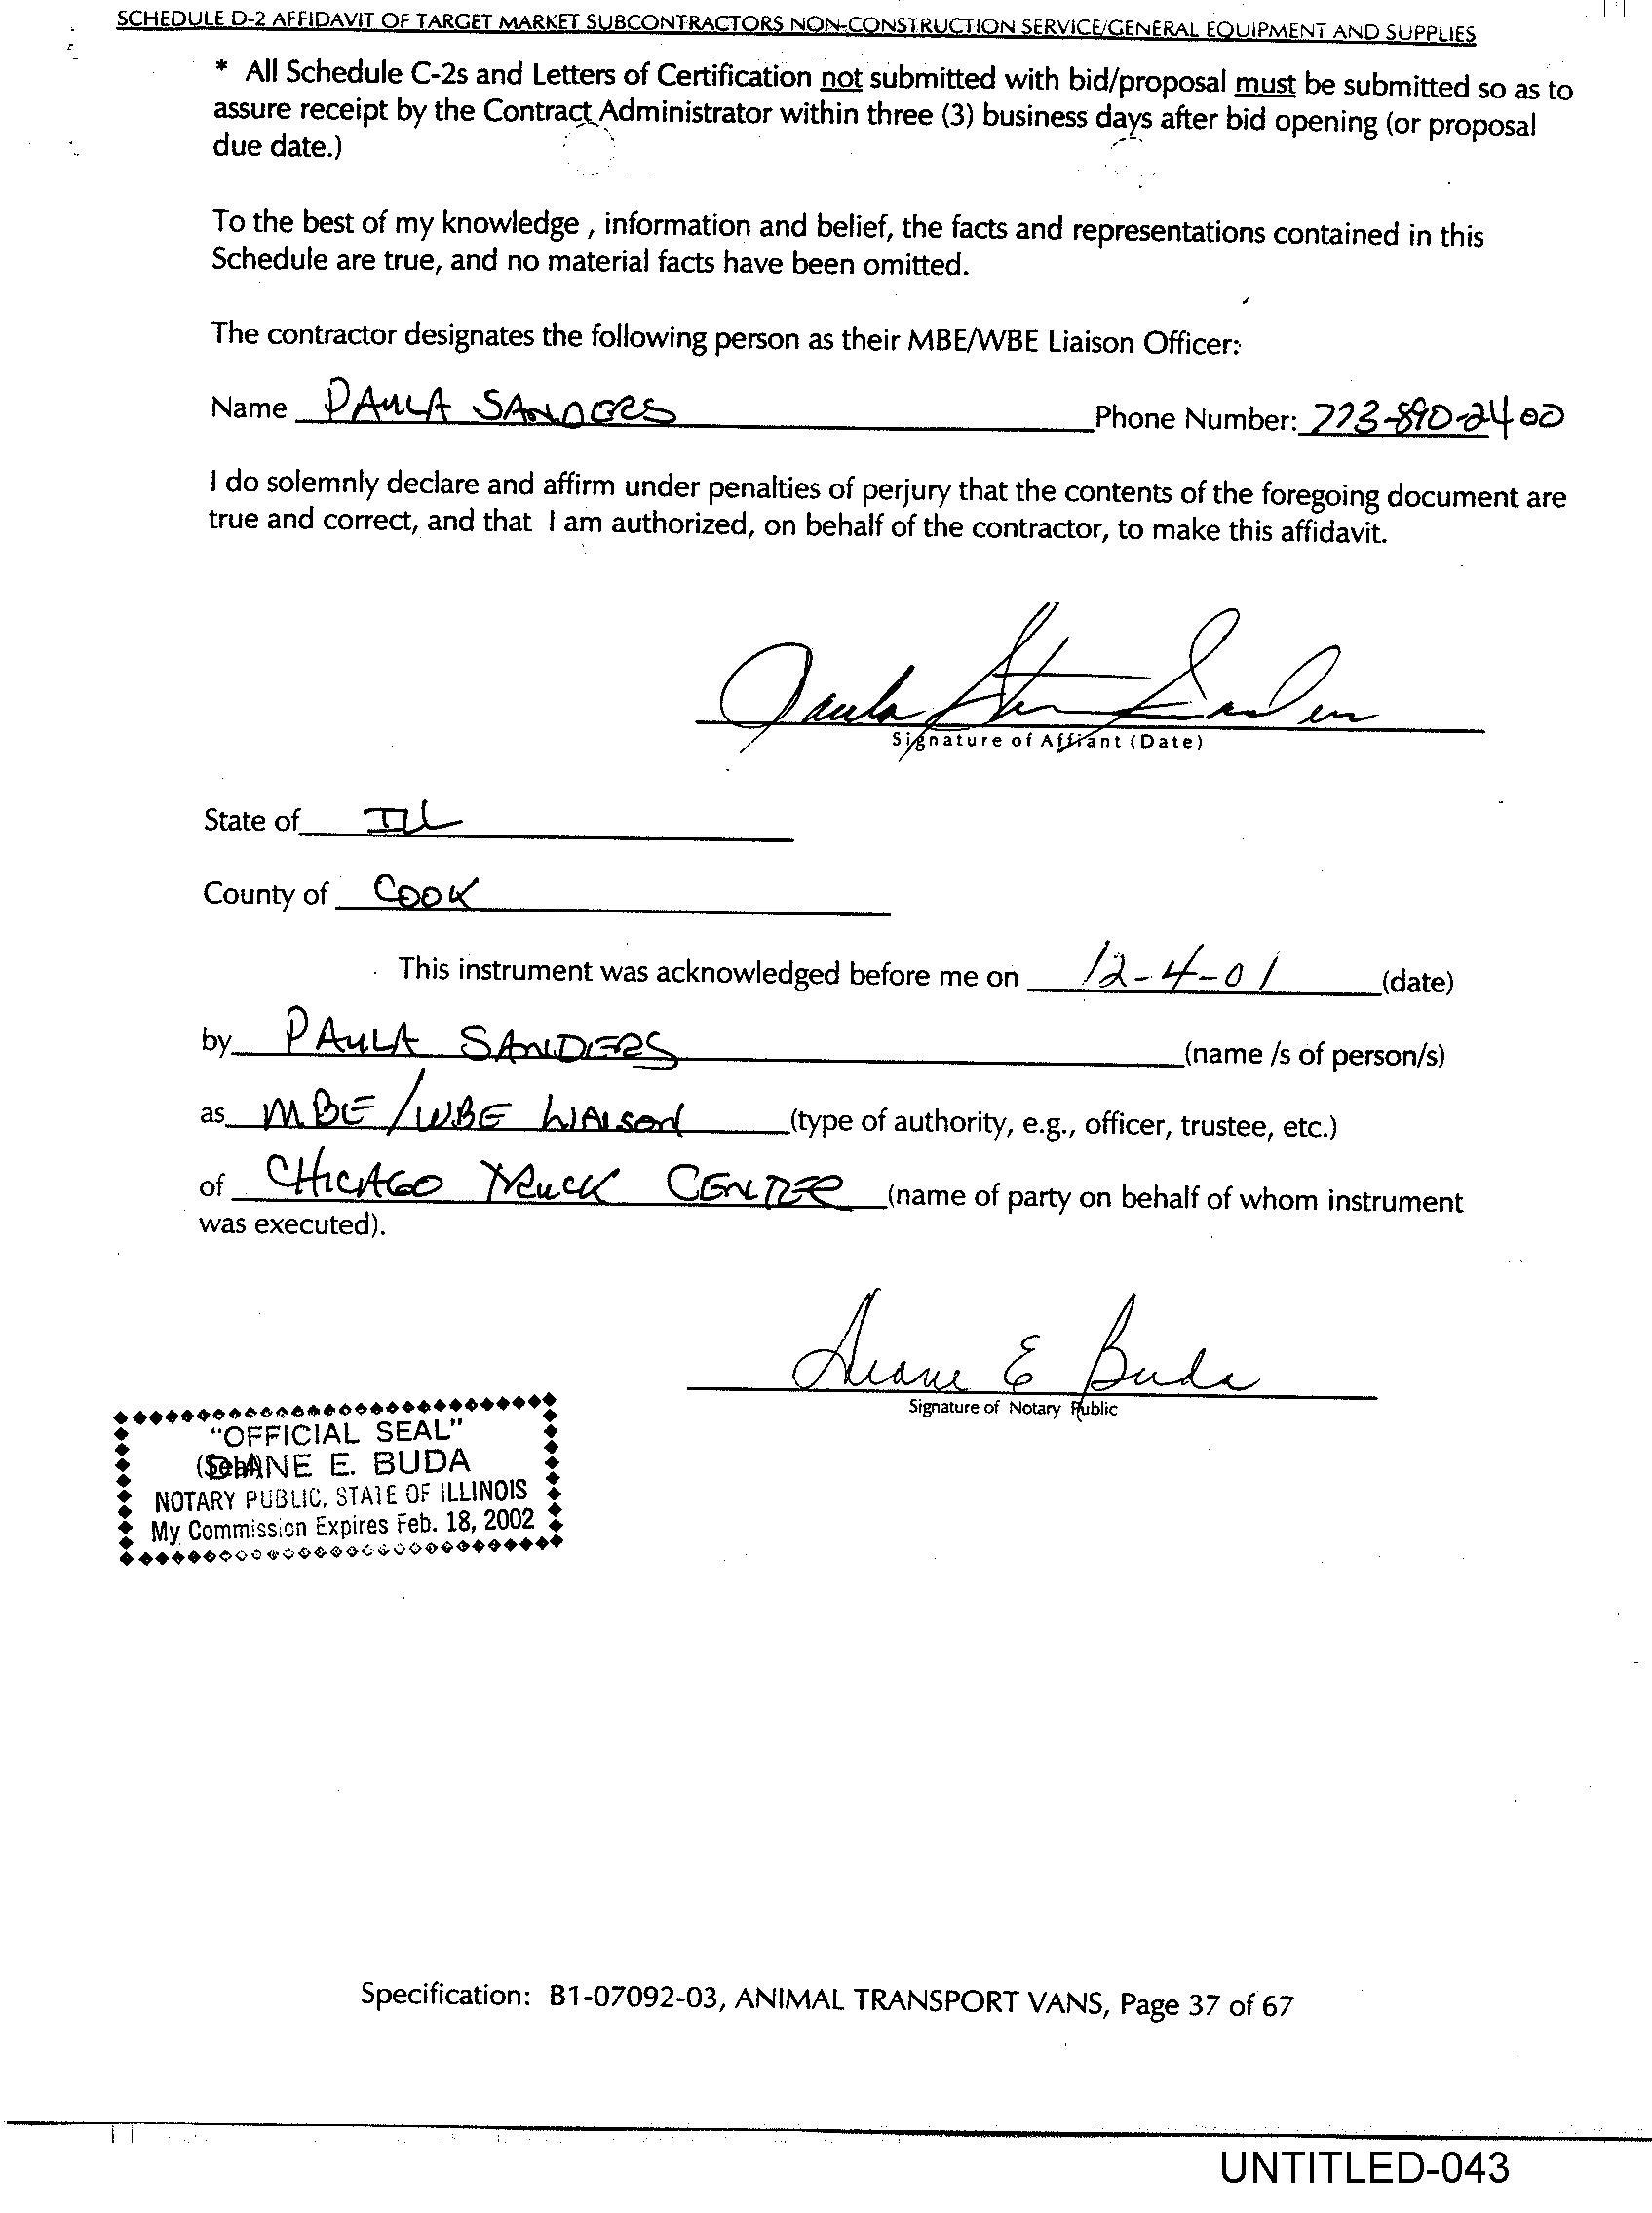 SCHEDULE D-2 AFFIDAVIT OF TARGET MARKET SUBCONTRACTORS NON-CONSTRUCTION SERVICE/GENERAL EQUIPMENT AND SUPPLIES
* All Schedule C-2s and Letters of Certification not submitted with bid/proposal must be submitted so as to
assure receipt by the Contract Administrator within three (3) business days after bid opening (or proposal
due date.)
To the best of my knowledge , information and belief, the facts and representations contained in this
Schedule are true, and no material facts have been omitted.
The contractor designates the following person as their MBE/WBE Liaison Officer:
Name PAULA SANDERS Phone Number: 773-890-2400
I do solemnly declare and affirm under penalties of perjury that the contents of the foregoing document are
true and correct, and that I am authorized, on behalf of the contractor, to make this affidavit.
Paula Sanders
Signature of Affiant (Date)
State of ILL
County of COOK
This instrument was acknowledged before me on 12-4-01 (date)
by PAULA SANDERS (name /s of person/s)
as MBE/WBE LIAISON (type of authority, e.g., officer, trustee, etc.)
of CHICAGO TRUCK CENTER (name of party on behalf of whom instrument
was executed).
Diane E Buda
Signature of Notary Public
"OFFICIAL SEAL"
DIANE E. BUDA
NOTARY PUBLIC, STATE OF ILLINOIS
My Commission Expires Feb. 18, 2002
Specification: B1-07092-03, ANIMAL TRANSPORT VANS, Page 37 of 67
UNTITLED-043